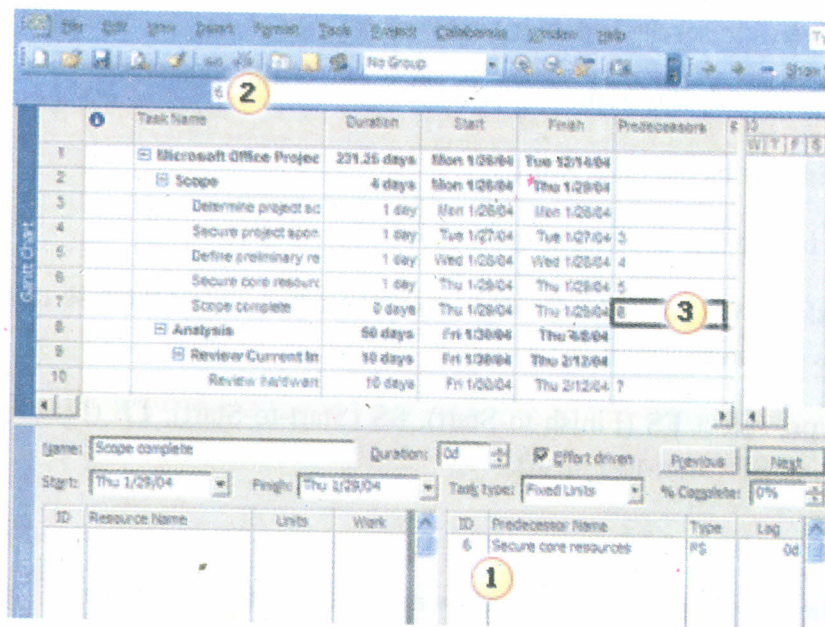 File Edit View Insert Format Tools Project Collaborate Window Help
No Group Show
6 2
Task Name Duration Start Finish Predecessors
W T F S
1 Microsoft Office Projec 231.25 days Mon 1/26/04 Tue 12/14/04
2 Scope 4 days Mon 1/26/04 Thu 1/29/04
3 Determine project sc 1 day Mon 1/26/04 Mon 1/26/04
4 Secure project spon 1 day Tue 1/27/04 Tue 1/27/04 3
5 Define preliminary re 1 day Wed 1/28/04 Wed 1/28/04 4
6 Secure core resourc 1 day Thu 1/29/04 Thu 1/29/04 5
7 Scope complete 0 days Thu 1/29/04 Thu 1/29/04 6 3
8 Analysis Fri 1/30/04
9 Review Current In 10 days Fri 1/30/04 Thu 2/12/04
10 Review hardware 10 days Fri 1/30/04 Thu 2/12/04 7
Gantt Chart
Name: Scope complete Duration: 0d Effort driven Previous Next
Start: Thu 1/29/04 Finish: Thu 1/29/04 Task type: Fixed Units % Complete: 0%
ID Resource Name Units Work ID Predecessor Name Type Lag
6 Secure core resources FS 0d
1